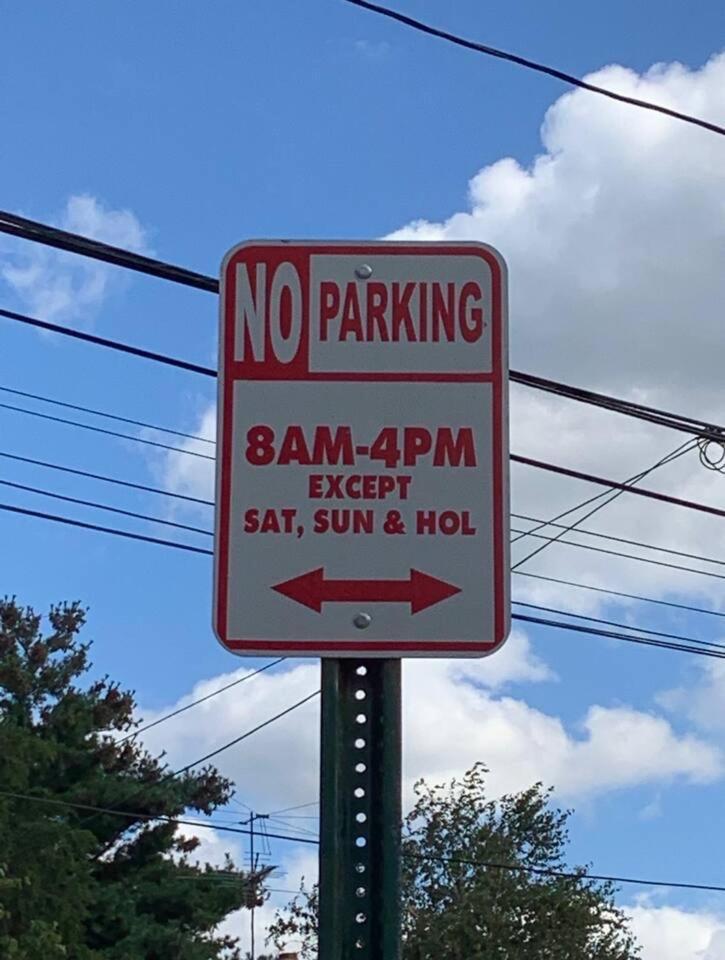 NO PARKING
8AM-4PM
EXCEPT
SAT, SUN & HOL